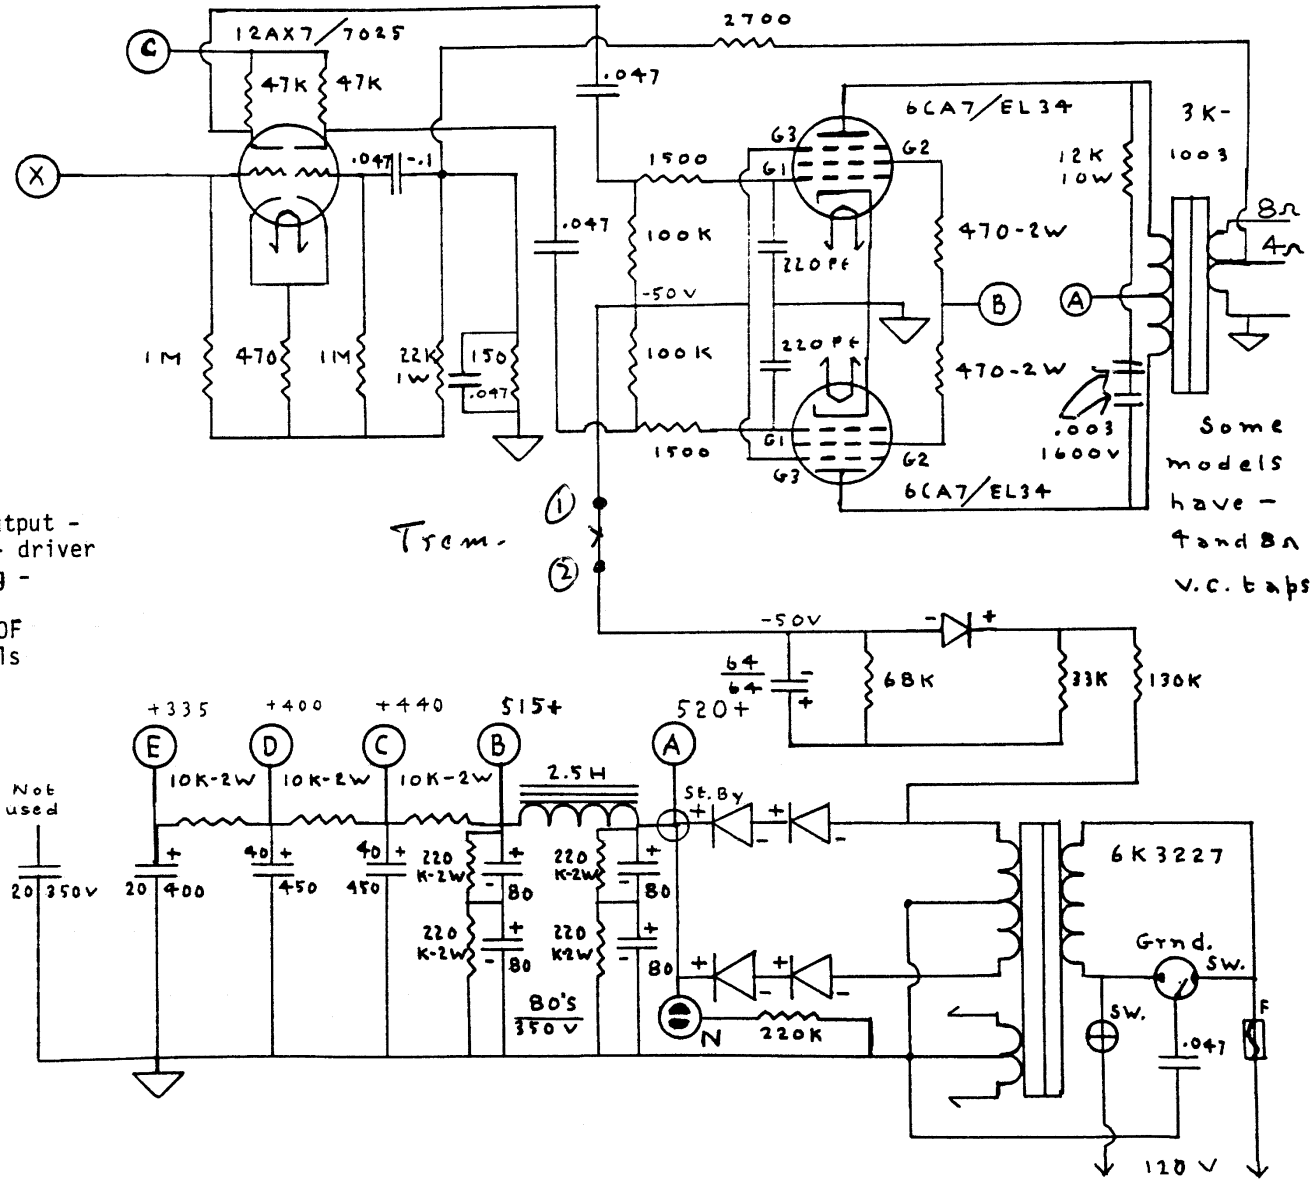 2700
C
12AX7/7025
47K
47K
.047
6CA7/EL34
3K-
1003
G3
G2
G1
1500
12K
10W
X
.047
-.1
8Ω
4Ω
.047
100K
220PF
470-2W
-50V
B
A
1M
470
1M
22K
1W
150
.047
100K
220PF
470-2W
.003
1600V
1500
G1
G3
G2
6CA7/EL34
Some
models
have -
4 and 8Ω
V.C. taps
tput -
driver
g -
OF
ls
Trem.
1
2
-50V
-
+
64
64
-
+
68K
33K
130K
+335
+400
+440
515+
520+
E
D
C
B
A
10K-2W
10K-2W
10K-2W
2.5H
St.By
Not
used
+
-
+
-
20 350V
20
+
400
40
+
450
40
+
450
220
K-2W
+
-
80
220
K-2W
+
-
80
6K3227
220
K-2W
+
-
80
220
K-2W
+
-
80
+
-
+
-
Grnd.
SW.
80'S
350V
N
220K
SW.
F
.047
120 V